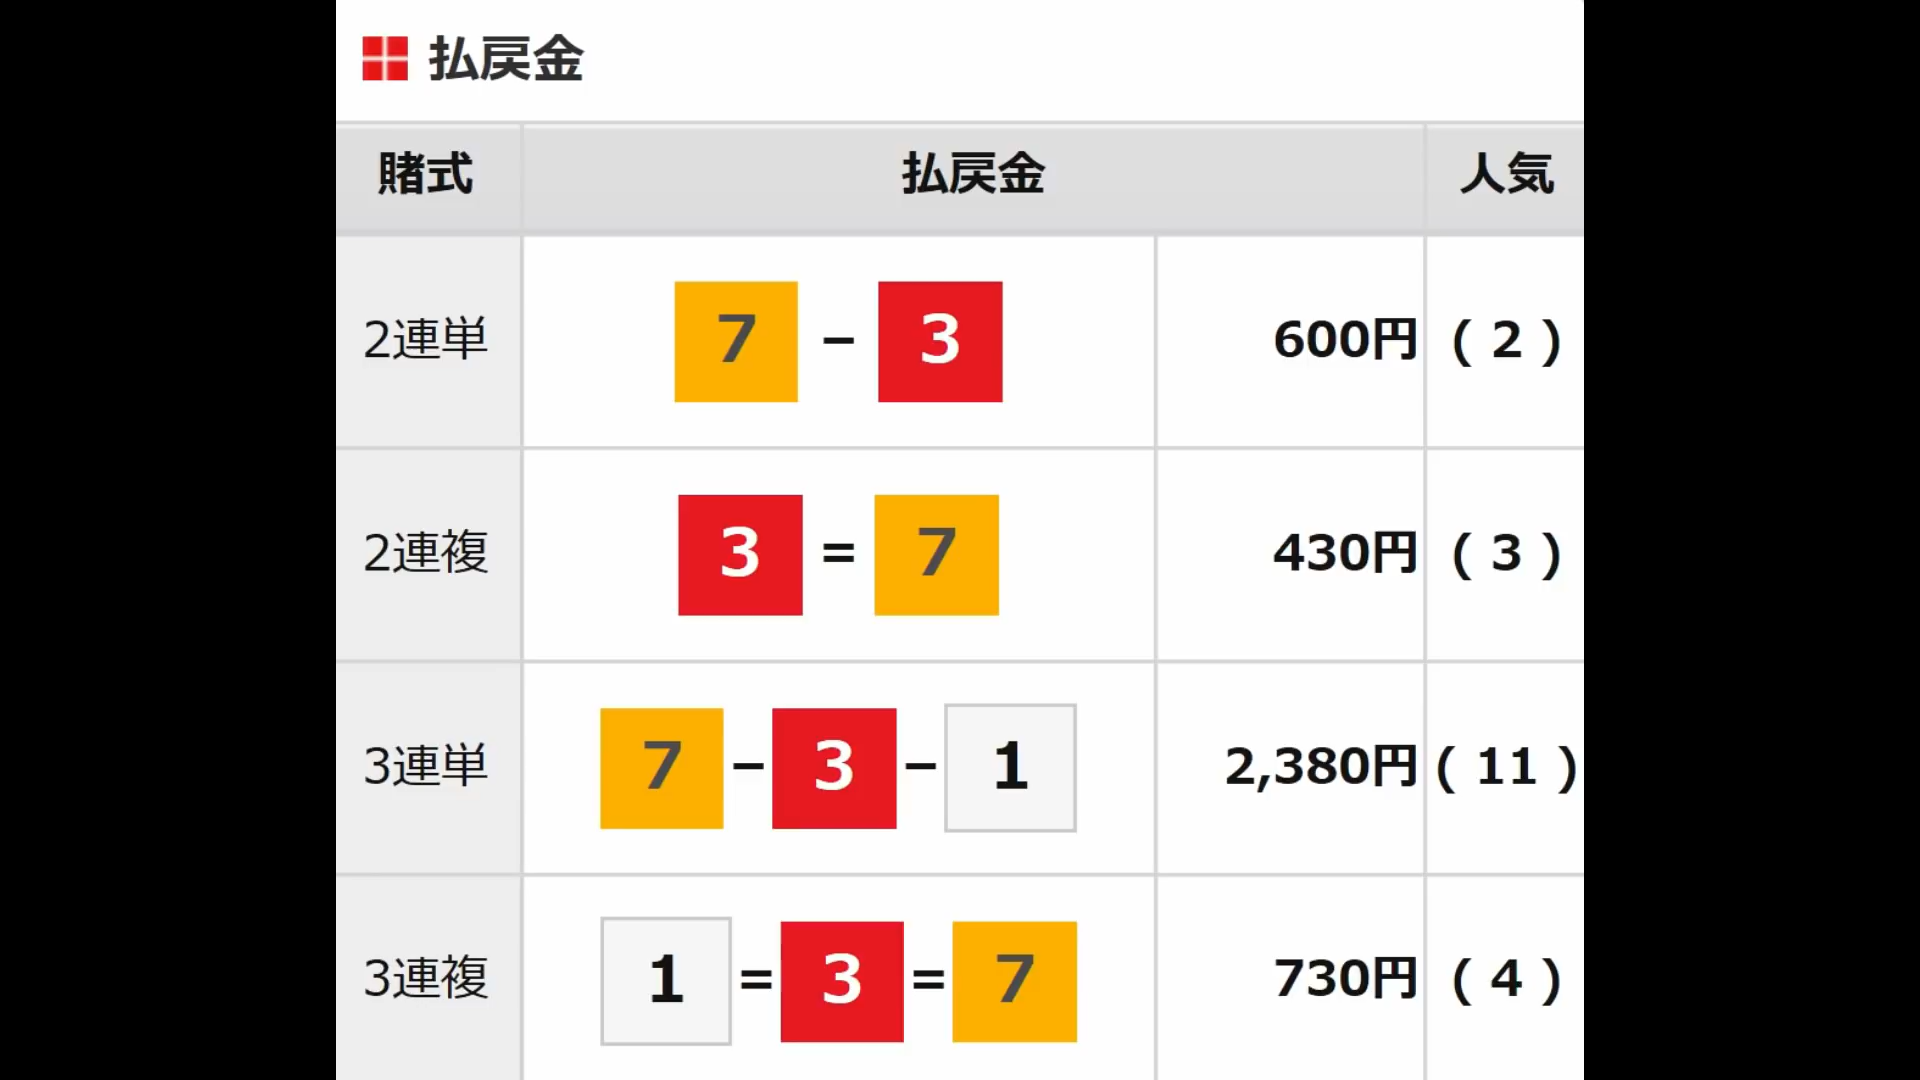 払戻金
賭式 払戻金 人気
2連単 7 - 3 600円 ( 2 )
2連複 3 = 7 430円 ( 3 )
3連単 7 - 3 - 1 2,380円 ( 11 )
3連複 1 = 3 = 7 730円 ( 4 )